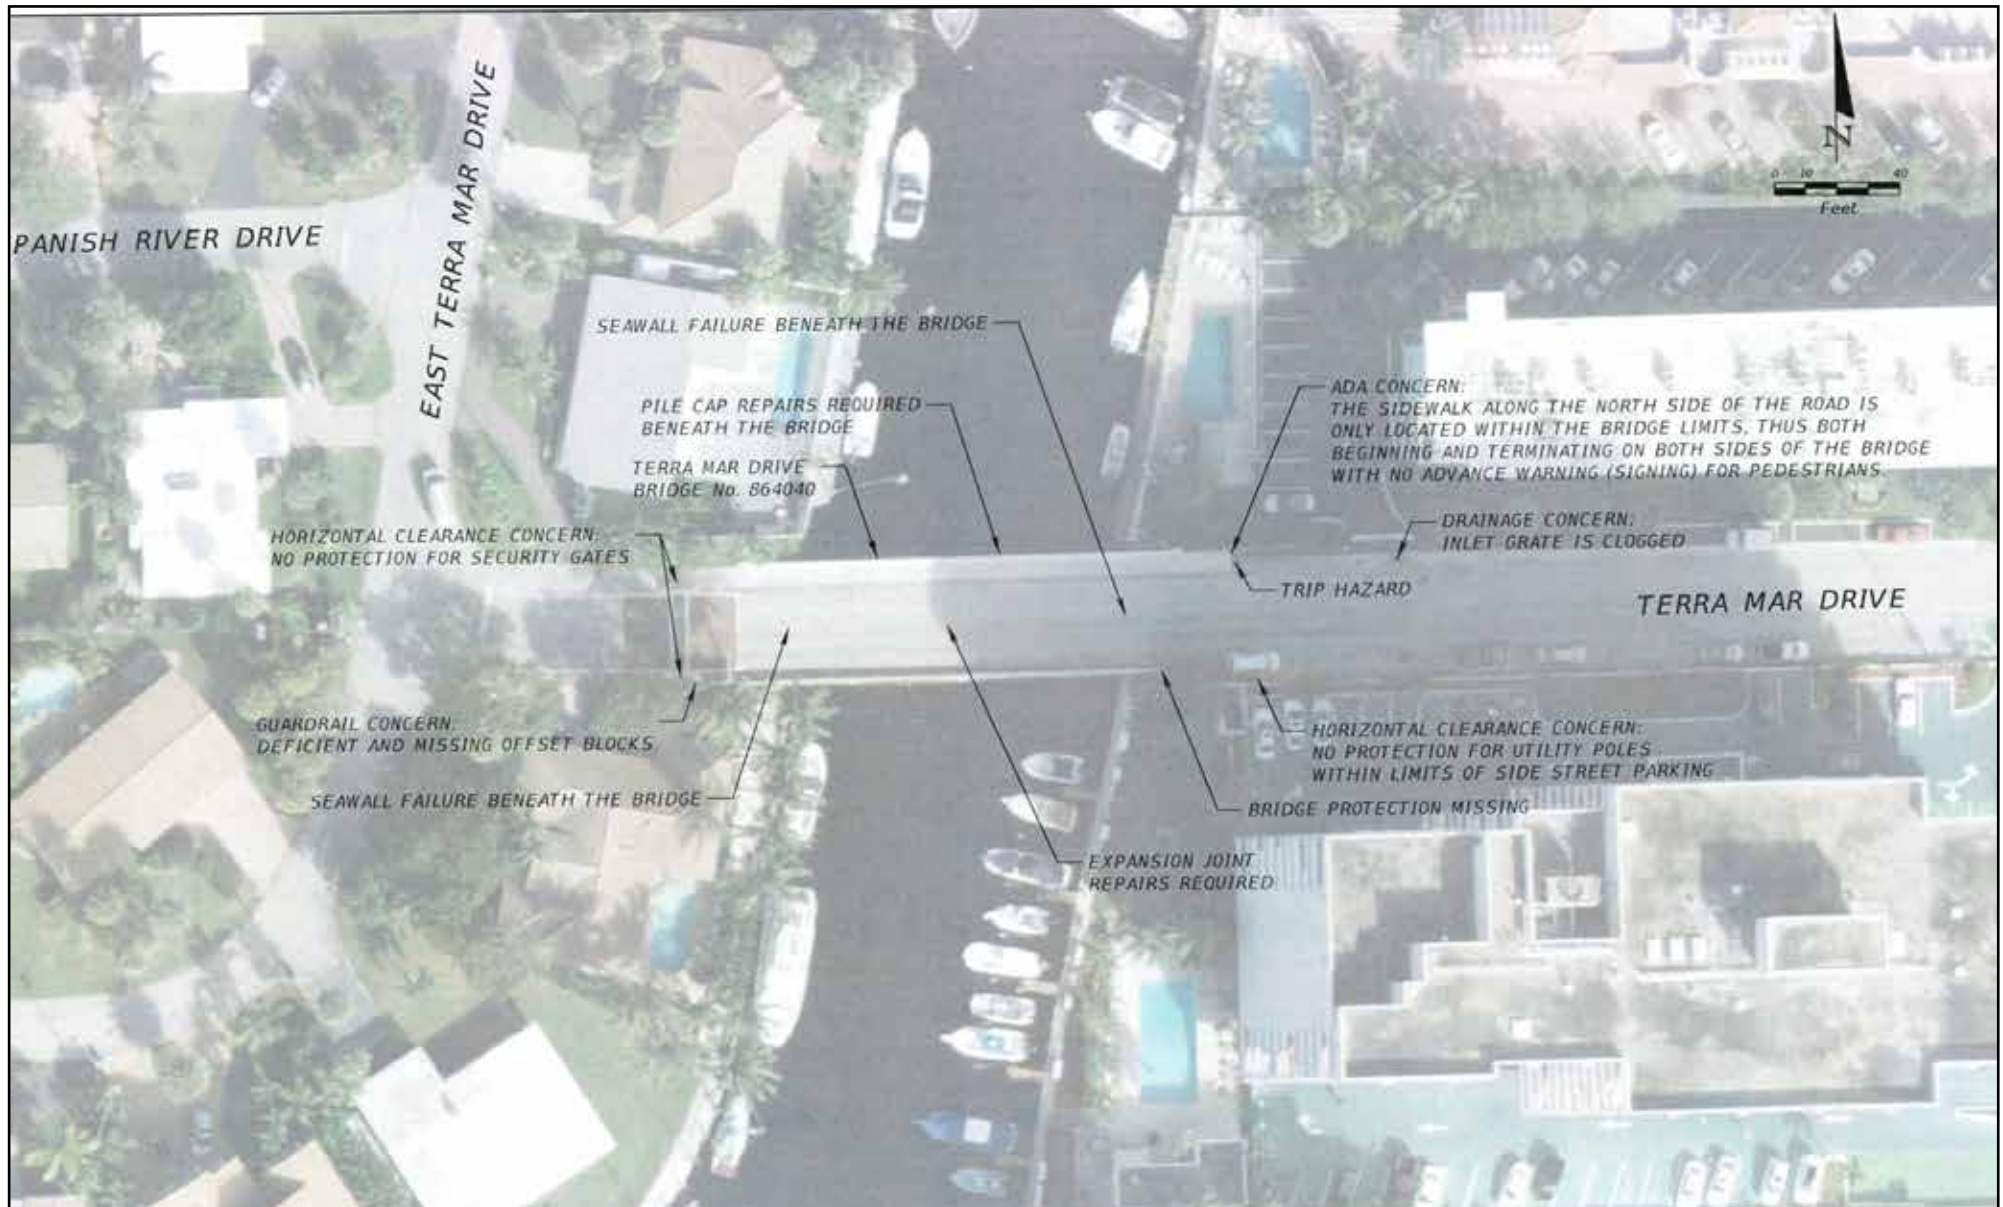 N
0 10 40
Feet
PANISH RIVER DRIVE
EAST TERRA MAR DRIVE
SEAWALL FAILURE BENEATH THE BRIDGE
PILE CAP REPAIRS REQUIRED
BENEATH THE BRIDGE
TERRA MAR DRIVE
BRIDGE No. 864040
HORIZONTAL CLEARANCE CONCERN:
NO PROTECTION FOR SECURITY GATES
ADA CONCERN:
THE SIDEWALK ALONG THE NORTH SIDE OF THE ROAD IS
ONLY LOCATED WITHIN THE BRIDGE LIMITS, THUS BOTH
BEGINNING AND TERMINATING ON BOTH SIDES OF THE BRIDGE
WITH NO ADVANCE WARNING (SIGNING) FOR PEDESTRIANS.
DRAINAGE CONCERN:
INLET GRATE IS CLOGGED
TRIP HAZARD
TERRA MAR DRIVE
GUARDRAIL CONCERN:
DEFICIENT AND MISSING OFFSET BLOCKS
SEAWALL FAILURE BENEATH THE BRIDGE
HORIZONTAL CLEARANCE CONCERN:
NO PROTECTION FOR UTILITY POLES
WITHIN LIMITS OF SIDE STREET PARKING
BRIDGE PROTECTION MISSING
EXPANSION JOINT
REPAIRS REQUIRED